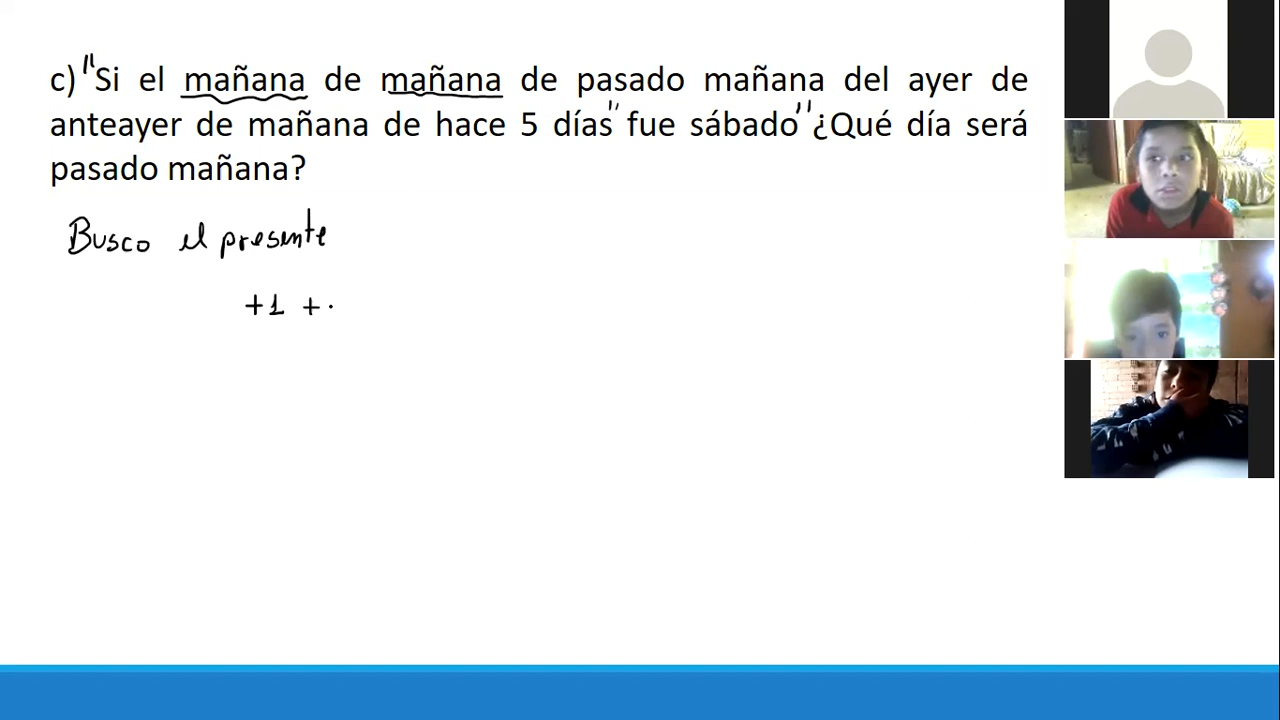 c) "Si el mañana de mañana de pasado mañana del ayer de
anteayer de mañana de hace 5 días" fue sábado" ¿Qué día será
pasado mañana?
Busco el presente
+1 +